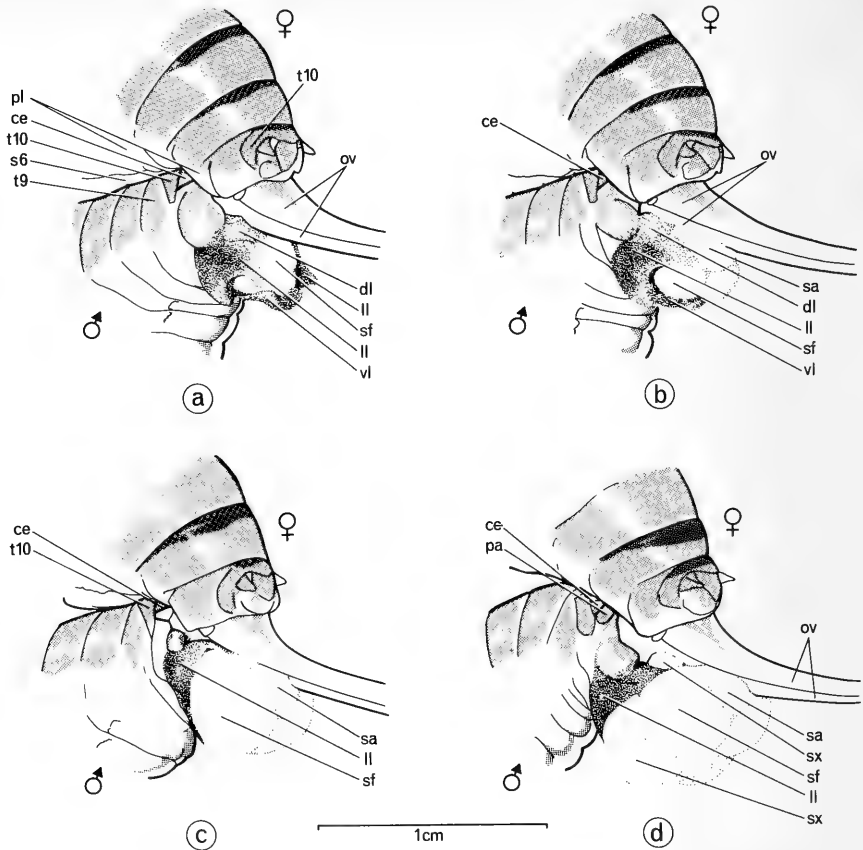 ♀
t10
pl
ce
t10
s6
t9
ov
dl
ll
sf
ll
vl
♂
a
♀
ce
ov
sa
dl
ll
sf
vl
♂
b
♀
ce
t10
sa
ll
sf
♂
c
♀
ce
pa
ov
sa
sx
sf
ll
sx
♂
d
1cm